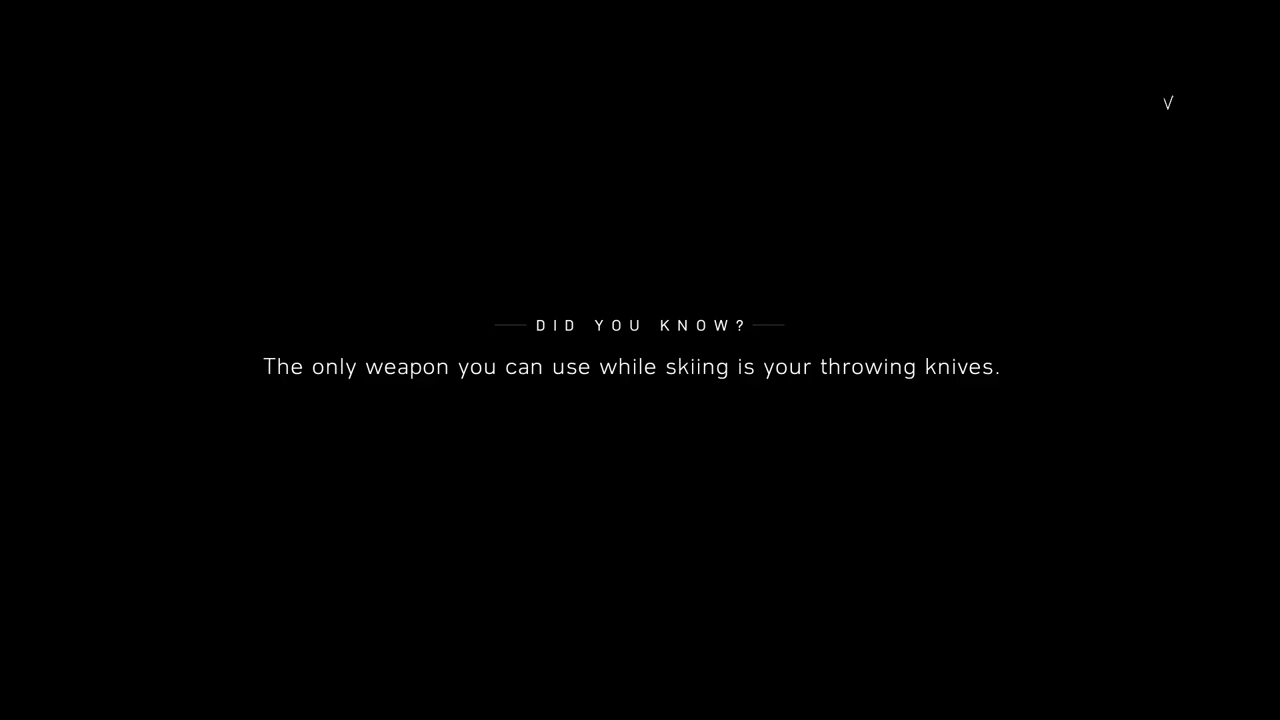 √
DID YOU KNOW?
The only weapon you can use while skiing is your throwing knives.